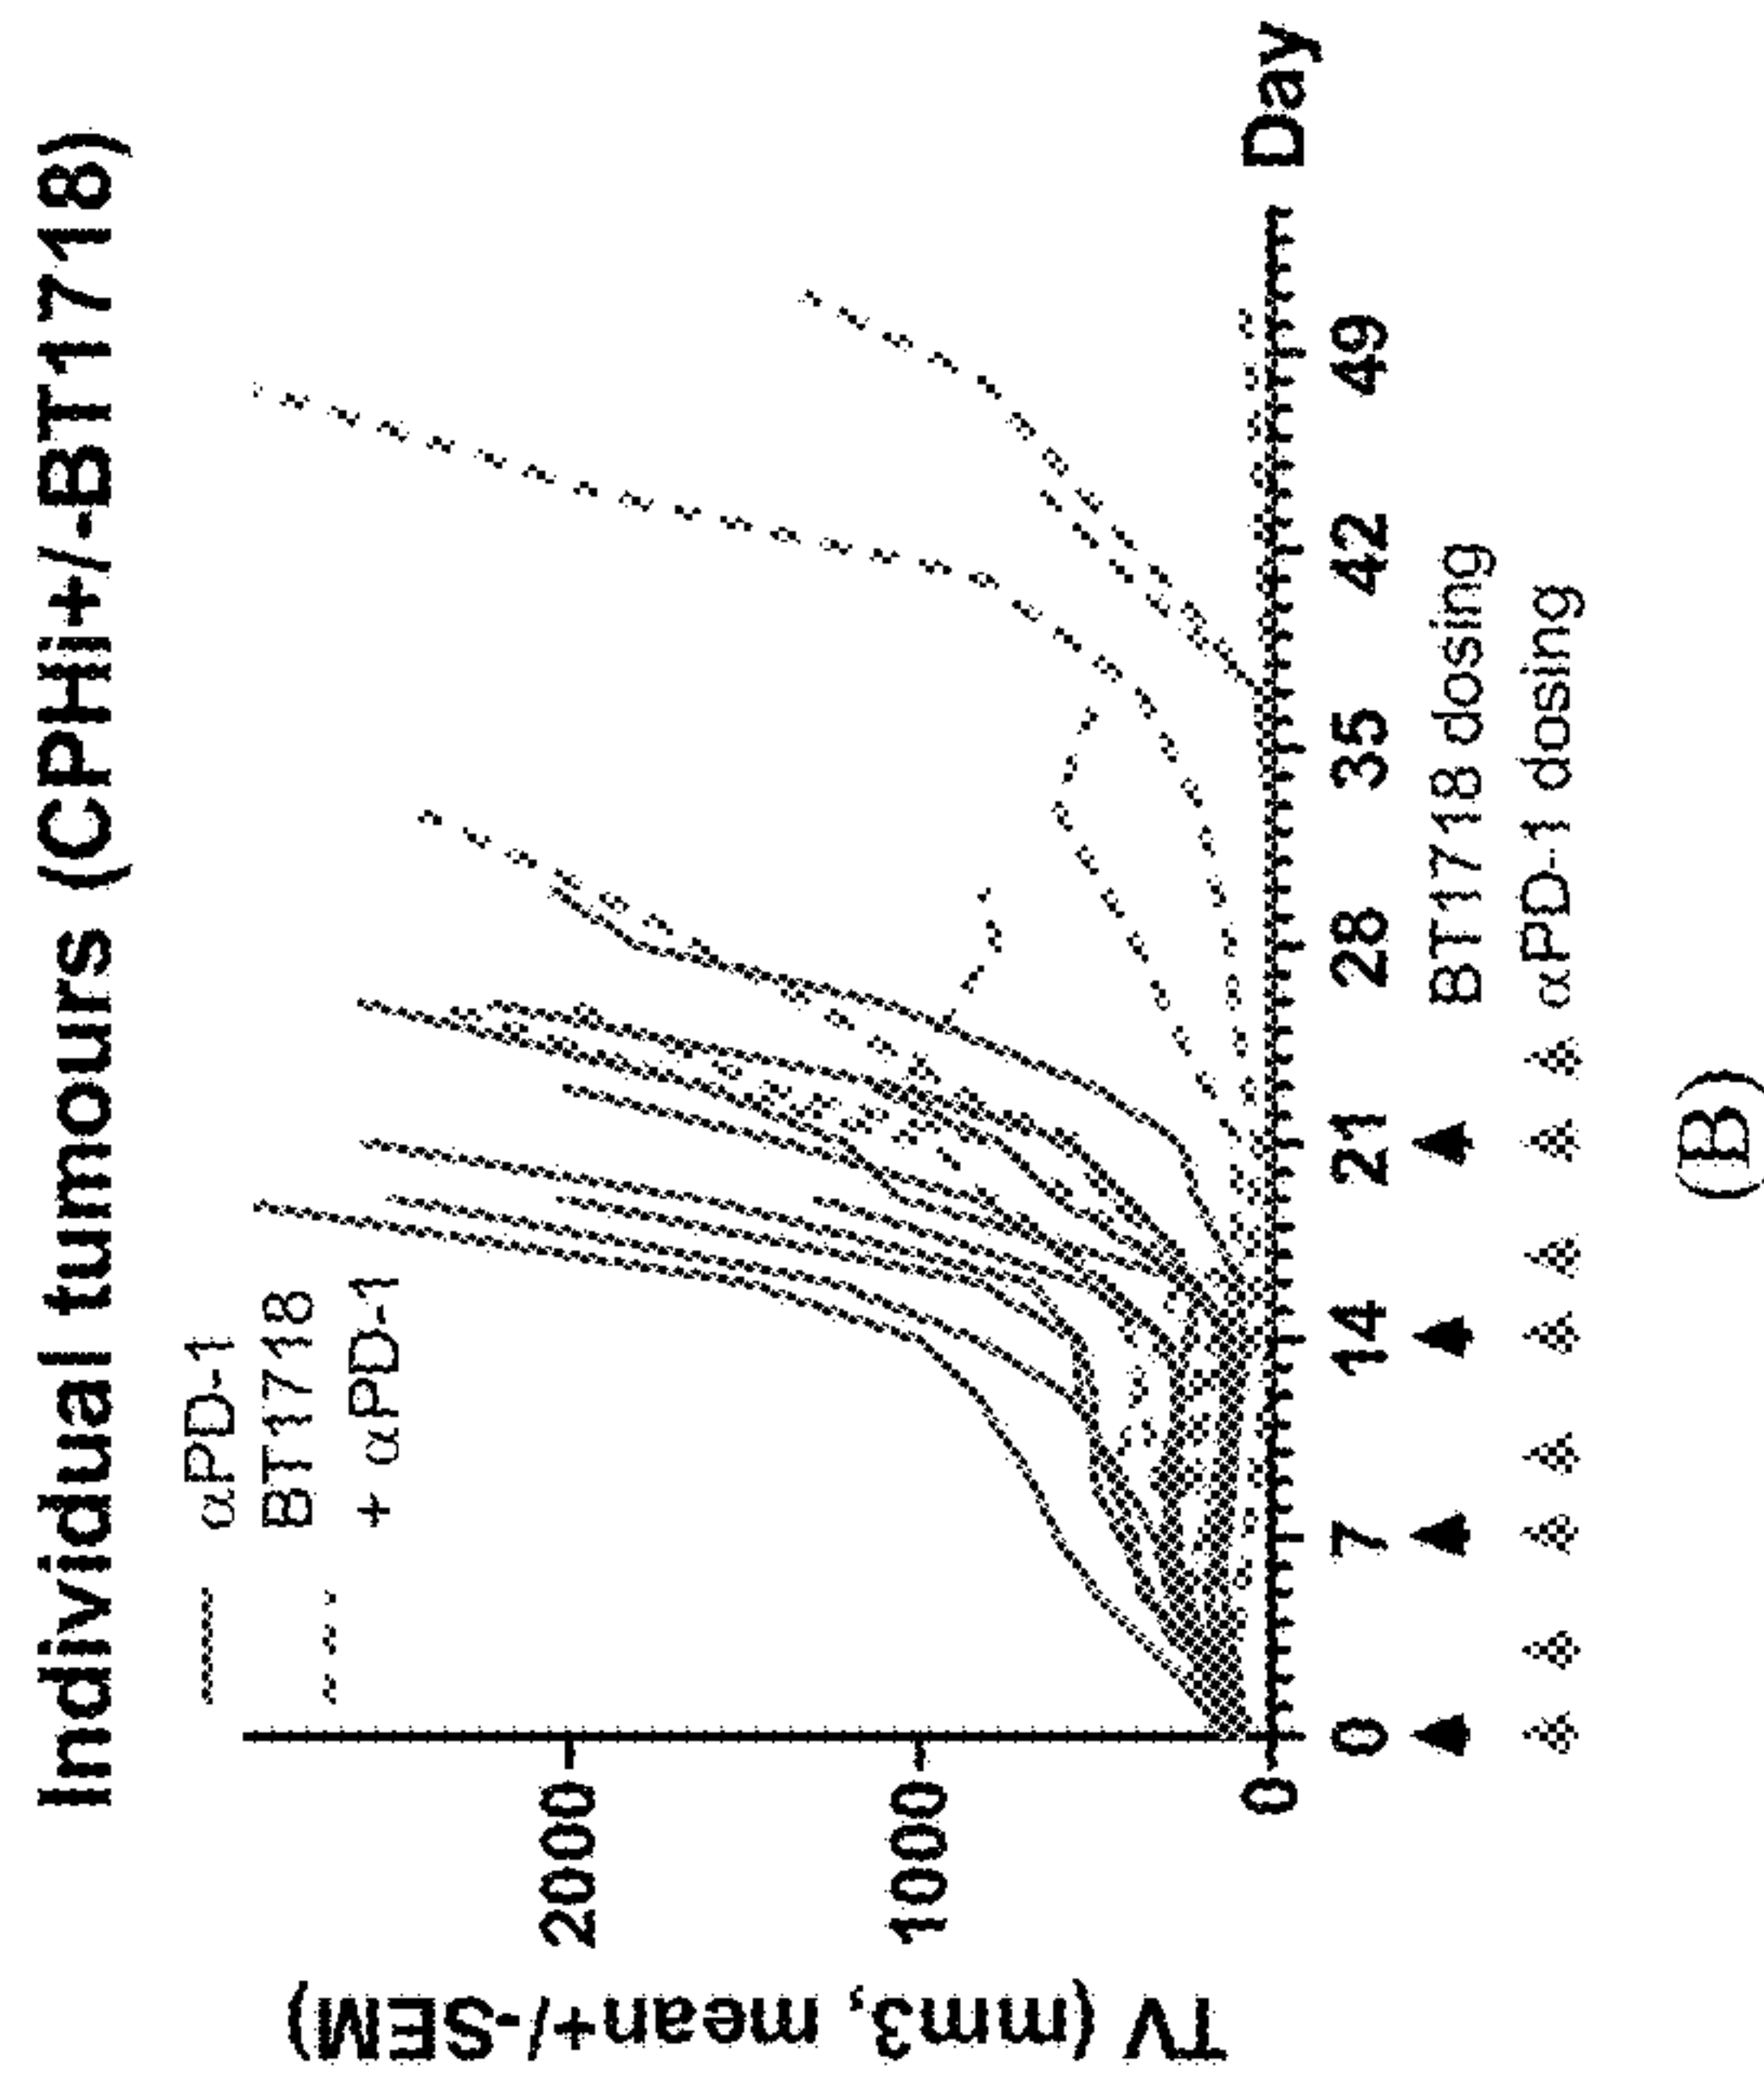 Individual tumours (CPHi+/-BT1718)
αPD-1
BT1718
+ αPD-1
TV (mm3, mean+/-SEM)
2000
1000
0
0 7 14 21 28 35 42 49
Day
BT1718 dosing
αPD-1 dosing
(B)